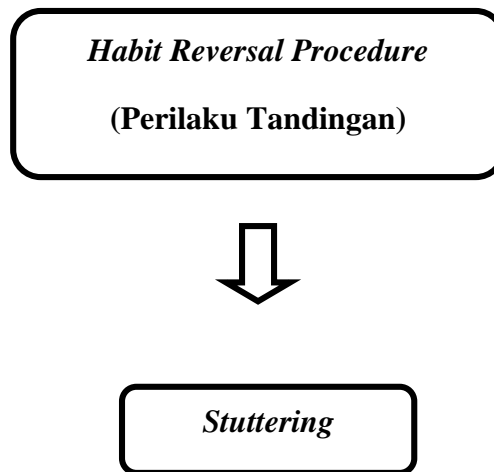 Habit Reversal Procedure
(Perilaku Tandingan)
Stuttering